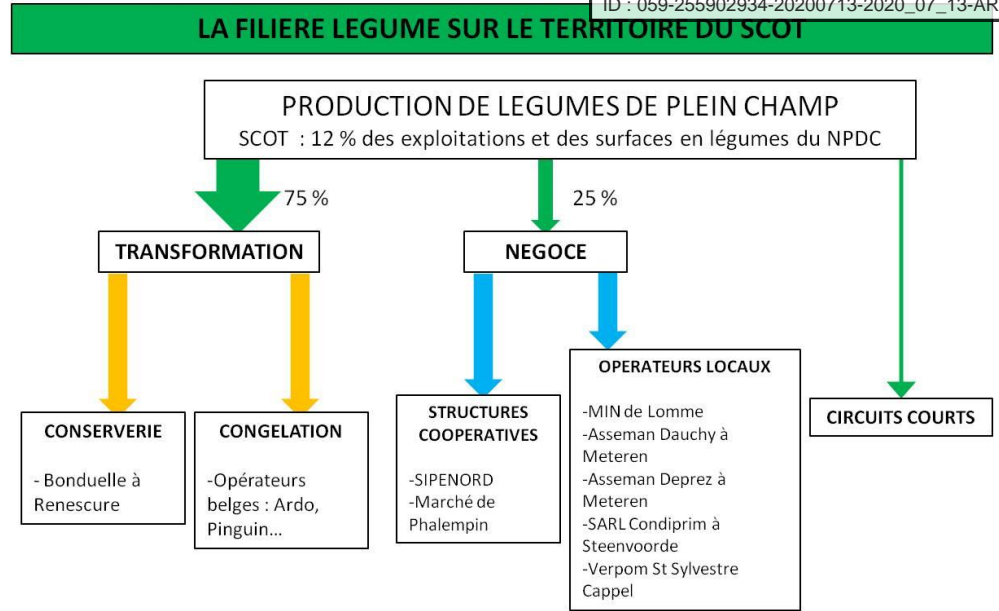 ID : 059-255902934-20200713-2020_07_13-AR
LA FILIERE LEGUME SUR LE TERRITOIRE DU SCOT
PRODUCTION DE LEGUMES DE PLEIN CHAMP
SCOT : 12 % des exploitations et des surfaces en légumes du NPDC
75 %
25 %
TRANSFORMATION
NEGOCE
CONSERVERIE
- Bonduelle à
Renescure
CONGELATION
-Opérateurs
belges : Ardo,
Pinguin...
STRUCTURES
COOPERATIVES
-SIPENORD
-Marché de
Phalempin
OPERATEURS LOCAUX
-MIN de Lomme
-Asseman Dauchy à
Meteren
-Asseman Deprez à
Meteren
-SARL Condiprim à
Steenvoorde
-Verpom St Sylvestre
Cappel
CIRCUITS COURTS